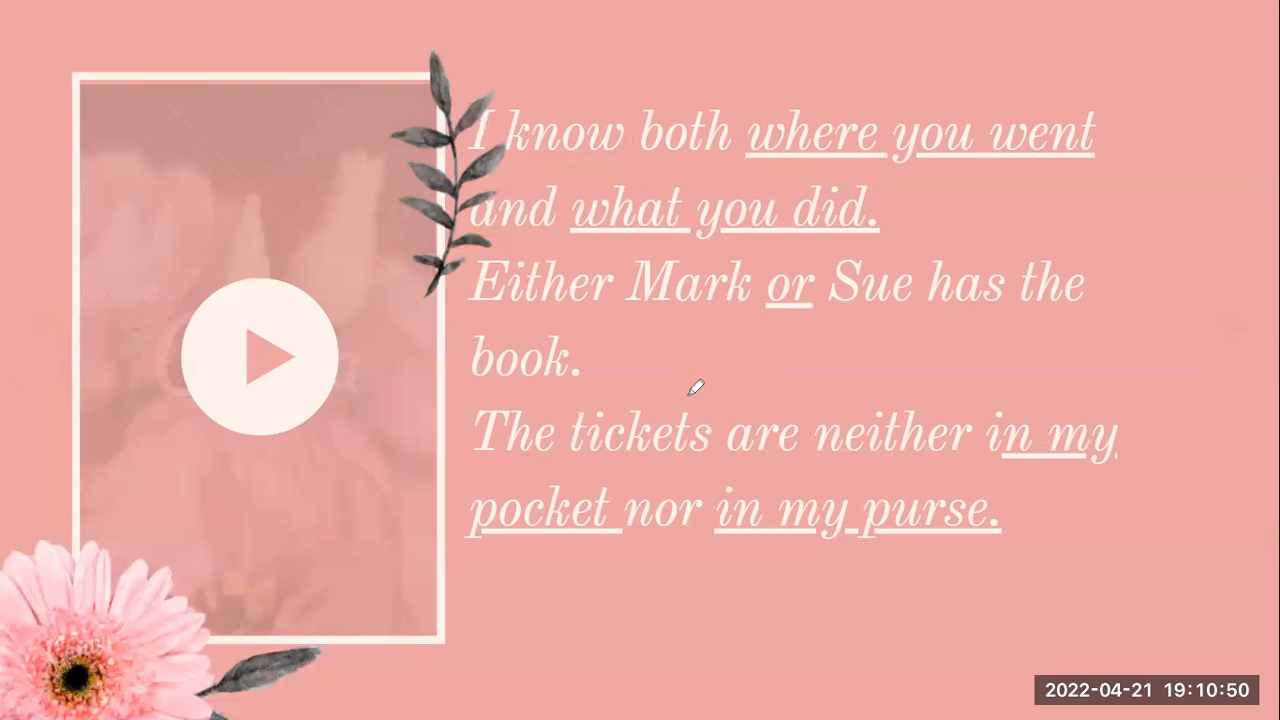 I know both where you went
and what you did.
Either Mark or Sue has the
book.
The tickets are neither in my
pocket nor in my purse.
2022-04-21 19:10:50